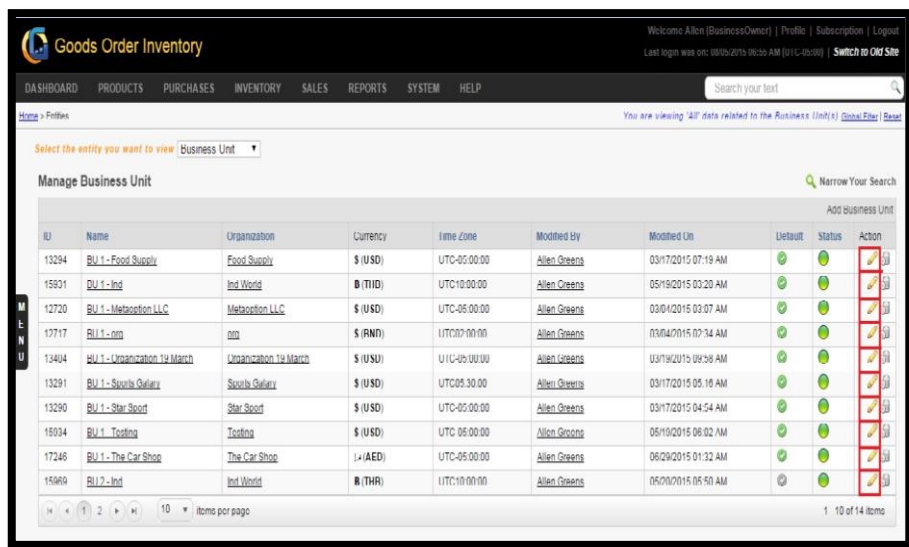 Goods Order Inventory
Welcome Allen (BusinessOwner) | Profile | Subscription | Logout
Last login was on: 08/05/2015 06:55 AM (UTC-05:00) | Switch to Old Site
DASHBOARD PRODUCTS PURCHASES INVENTORY SALES REPORTS SYSTEM HELP
Search your text
Home > Entities
You are viewing 'All' data related to the Business Unit(s) Global Filter | Reset
Select the entity you want to view Business Unit
Manage Business Unit
Narrow Your Search
Add Business Unit
ID Name Organization Currency Time Zone Modified By Modified On Default Status Action
13294 BU 1 - Food Supply Food Supply $ (USD) UTC-05:00:00 Allen Greens 03/17/2015 07:19 AM
15931 BU 1 - Ind Ind World UTC10:00:00 Allen Greens 05/19/2015 03:20 AM
12720 BU 1 - Metaoption LLC Metaoption LLC $ (USD) UTC-05:00:00 Allen Greens 03/04/2015 03:07 AM
12717 BU 1 - org org $ (BND) UTC02:00:00 Allen Greens 03/04/2015 02:34 AM
13404 BU 1 - Organization 19 March Organization 19 March $ (USD) UTC-05:00:00 Allen Greens 03/19/2015 09:58 AM
13291 BU 1 - Sports Galary Sports Galary $ (USD) UTC05:30:00 Allen Greens 03/17/2015 05:16 AM
13290 BU 1 - Star Sport Star Sport $ (USD) UTC-05:00:00 Allen Greens 03/17/2015 04:54 AM
15934 BU 1 Testing Testing $ (USD) UTC-05:00:00 Allen Greens 05/19/2015 06:02 AM
17246 BU 1 - The Car Shop The Car Shop (AED) UTC-05:00:00 Allen Greens 06/29/2015 01:32 AM
15969 BU 2 - Ind Ind World UTC10:00:00 Allen Greens 05/20/2015 05:50 AM
MENU
1 2 10 items per page
1 10 of 14 items